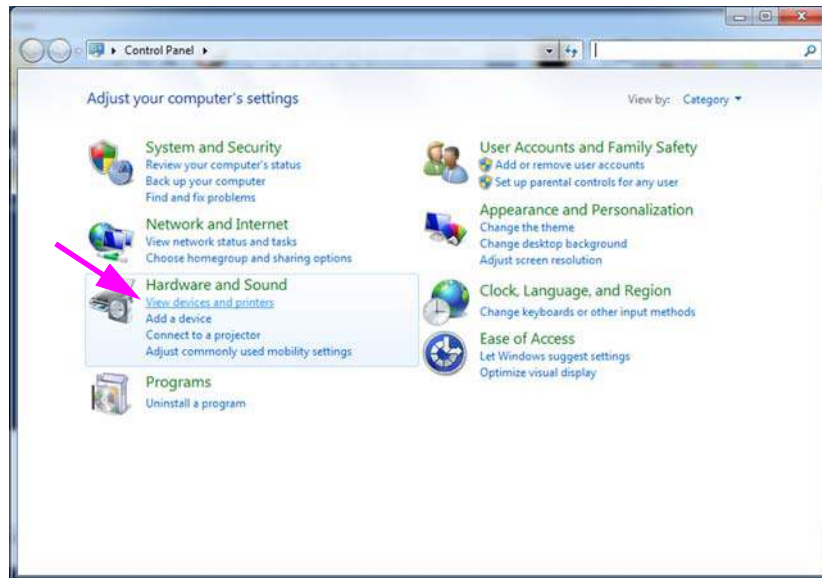 Control Panel
Adjust your computer's settings
View by: Category
System and Security
Review your computer's status
Back up your computer
Find and fix problems
Network and Internet
View network status and tasks
Choose homegroup and sharing options
Hardware and Sound
View devices and printers
Add a device
Connect to a projector
Adjust commonly used mobility settings
Programs
Uninstall a program
User Accounts and Family Safety
Add or remove user accounts
Set up parental controls for any user
Appearance and Personalization
Change the theme
Change desktop background
Adjust screen resolution
Clock, Language, and Region
Change keyboards or other input methods
Ease of Access
Let Windows suggest settings
Optimize visual display